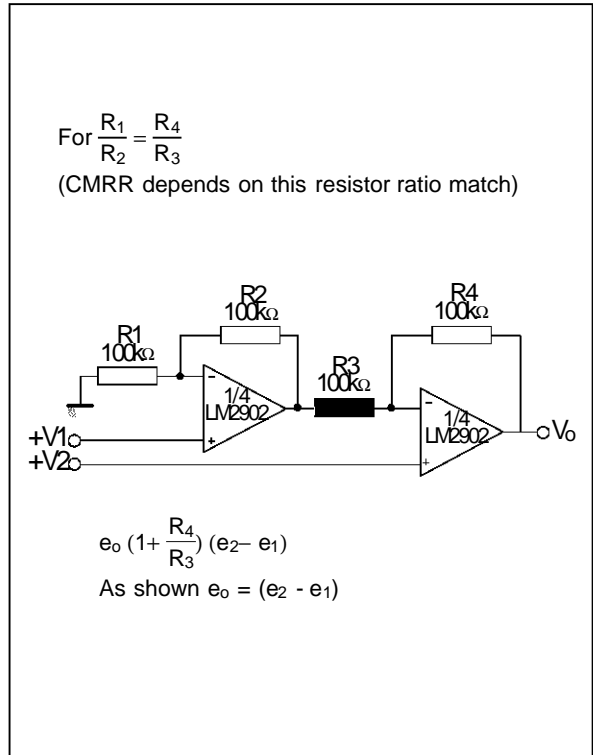 For R1/R2 = R4/R3
(CMRR depends on this resistor ratio match)
R2
100kΩ
R4
100kΩ
R1
100kΩ
R3
100kΩ
-
1/4
LM2902
+
-
1/4
LM2902
+
+V1
+V2
Vo
eo (1+ R4/R3) (e2– e1)
As shown eo = (e2 - e1)